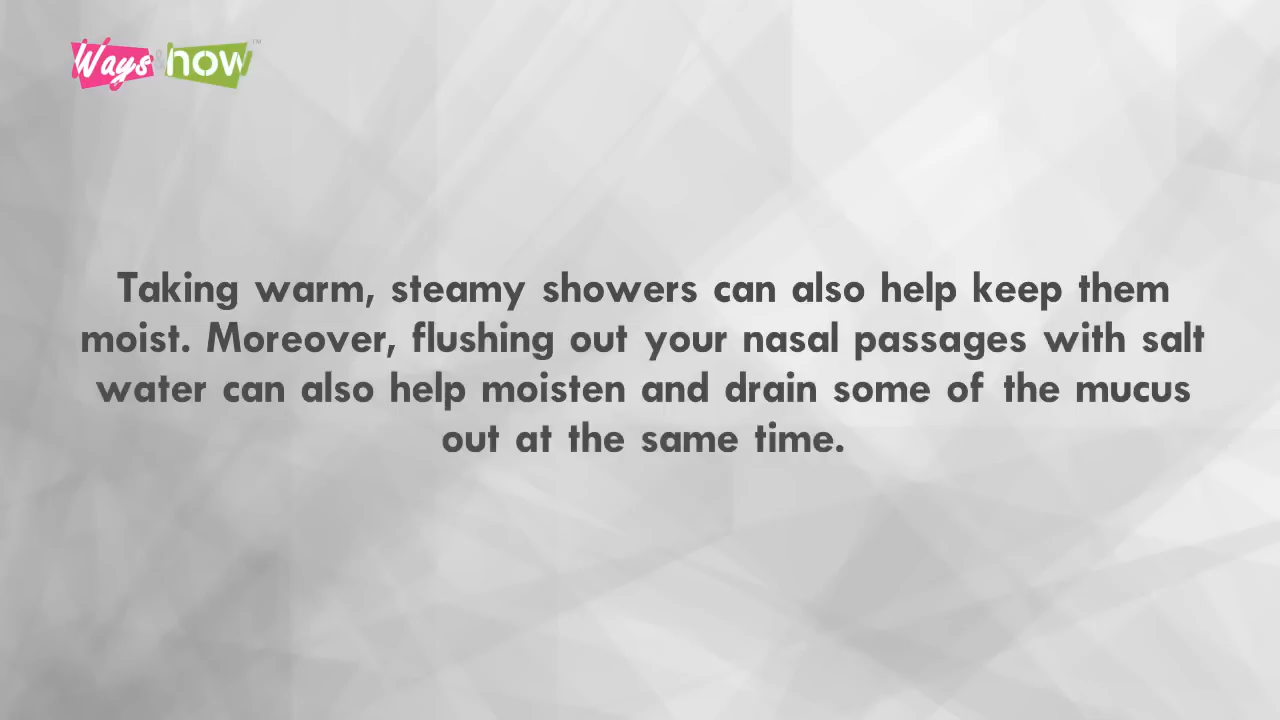 Ways & how™
Taking warm, steamy showers can also help keep them
moist. Moreover, flushing out your nasal passages with salt
water can also help moisten and drain some of the mucus
out at the same time.